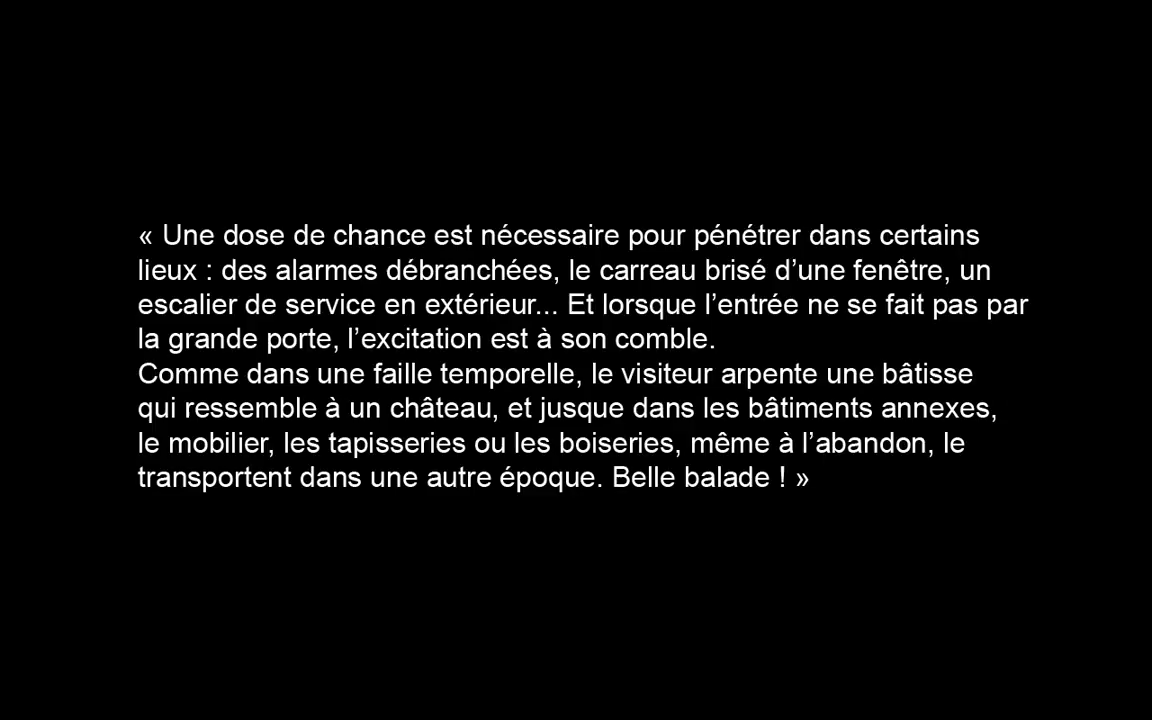 « Une dose de chance est nécessaire pour pénétrer dans certains
lieux : des alarmes débranchées, le carreau brisé d’une fenêtre, un
escalier de service en extérieur... Et lorsque l’entrée ne se fait pas par
la grande porte, l’excitation est à son comble.
Comme dans une faille temporelle, le visiteur arpente une bâtisse
qui ressemble à un château, et jusque dans les bâtiments annexes,
le mobilier, les tapisseries ou les boiseries, même à l’abandon, le
transportent dans une autre époque. Belle balade ! »